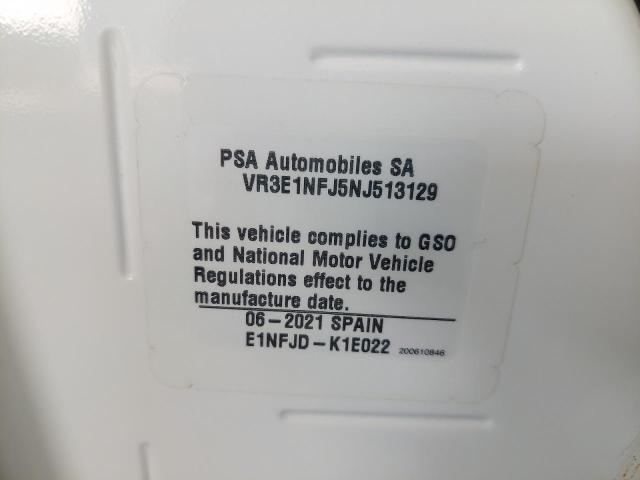 PSA Automobiles SA
VR3E1NFJ5NJ513129
This vehicle complies to GSO
and National Motor Vehicle
Regulations effect to the
manufacture date.
06-2021 SPAIN
E1NFJD-K1E022 200610846